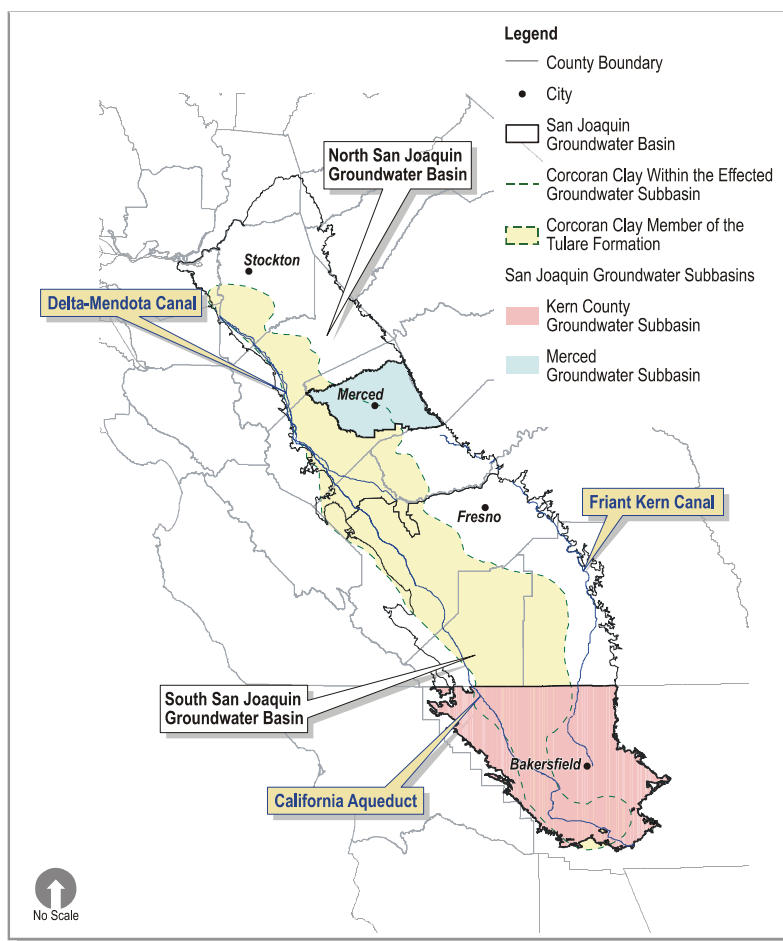 Legend
County Boundary
City
San Joaquin
Groundwater Basin
Corcoran Clay Within the Effected
Groundwater Subbasin
Corcoran Clay Member of the
Tulare Formation
San Joaquin Groundwater Subbasins
Kern County
Groundwater Subbasin
Merced
Groundwater Subbasin
North San Joaquin
Groundwater Basin
Stockton
Delta-Mendota Canal
Merced
Fresno
Friant Kern Canal
South San Joaquin
Groundwater Basin
Bakersfield
California Aqueduct
No Scale